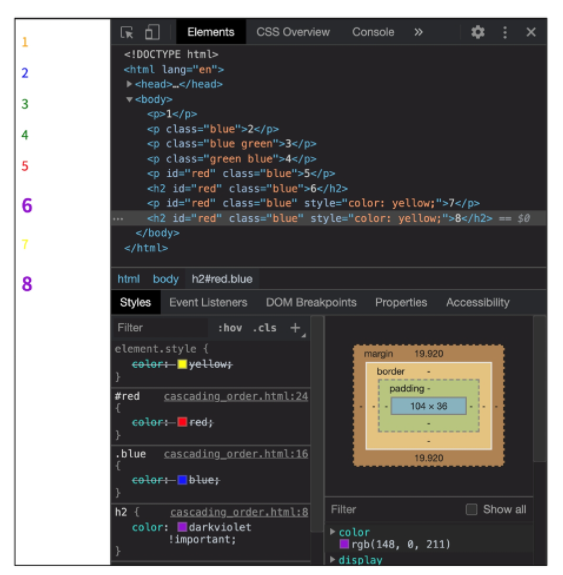 1
2
3
4
5
6
7
8
Elements CSS Overview Console »
<!DOCTYPE html>
<html lang="en">
▶<head>…</head>
▼<body>
<p>1</p>
<p class="blue">2</p>
<p class="blue green">3</p>
<p class="green blue">4</p>
<p id="red" class="blue">5</p>
<h2 id="red" class="blue">6</h2>
<p id="red" class="blue" style="color: yellow;">7</p>
… <h2 id="red" class="blue" style="color: yellow;">8</h2> == $0
</body>
</html>
html body h2#red.blue
Styles Event Listeners DOM Breakpoints Properties Accessibility
Filter :hov .cls +
element.style {
color: yellow;
}
#red cascading_order.html:24
{
color: red;
}
.blue cascading_order.html:16
{
color: blue;
}
h2 { cascading_order.html:8
color: darkviolet
!important;
}
margin 19.920
border -
padding -
- - - 104 × 36 - - -
-
-
19.920
Filter Show all
▶ color
rgb(148, 0, 211)
▶ display